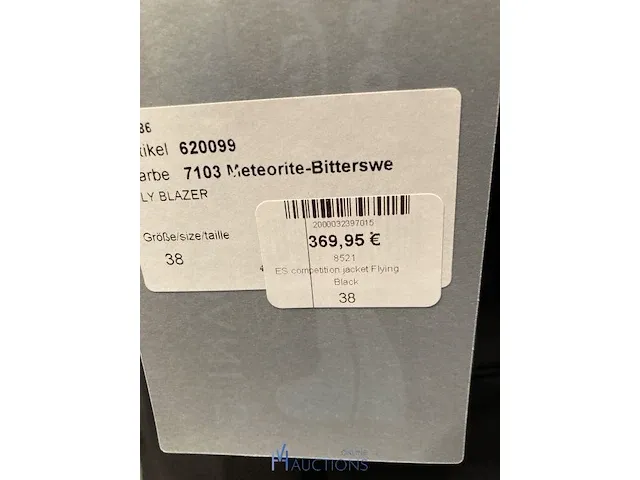 36
tikel 620099
arbe 7103 Meteorite-Bitterswe
LY BLAZER
Größe/size/taille
38
2000032397015
369,95 €
8521
ES competition jacket Flying
Black
38
ONLINE
AUCTIONS